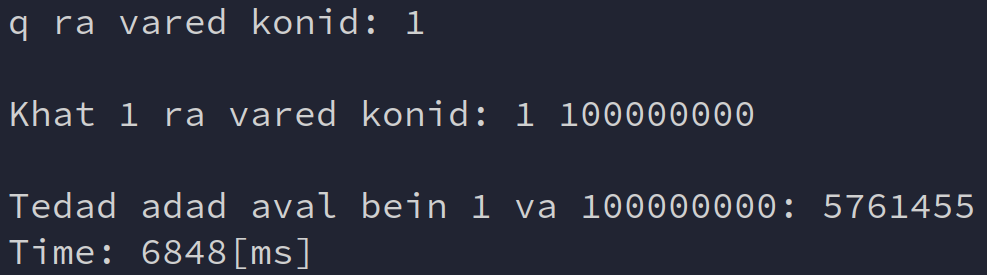 q ra vared konid: 1
Khat 1 ra vared konid: 1 100000000
Tedad adad aval bein 1 va 100000000: 5761455
Time: 6848[ms]